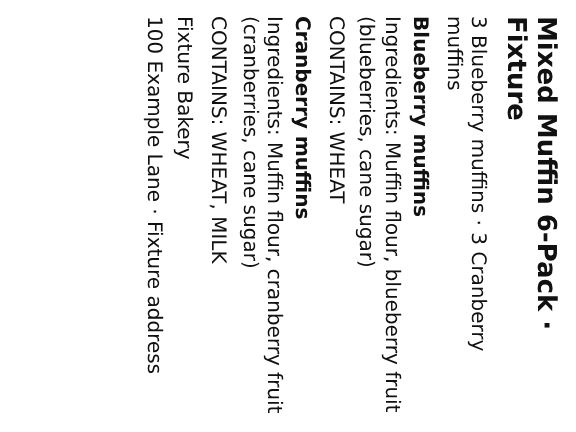 Mixed Muffin 6-Pack ·
Fixture
3 Blueberry muffins · 3 Cranberry
muffins
Blueberry muffins
Ingredients: Muffin flour, blueberry fruit
(blueberries, cane sugar)
CONTAINS: WHEAT
Cranberry muffins
Ingredients: Muffin flour, cranberry fruit
(cranberries, cane sugar)
CONTAINS: WHEAT, MILK
Fixture Bakery
100 Example Lane · Fixture address